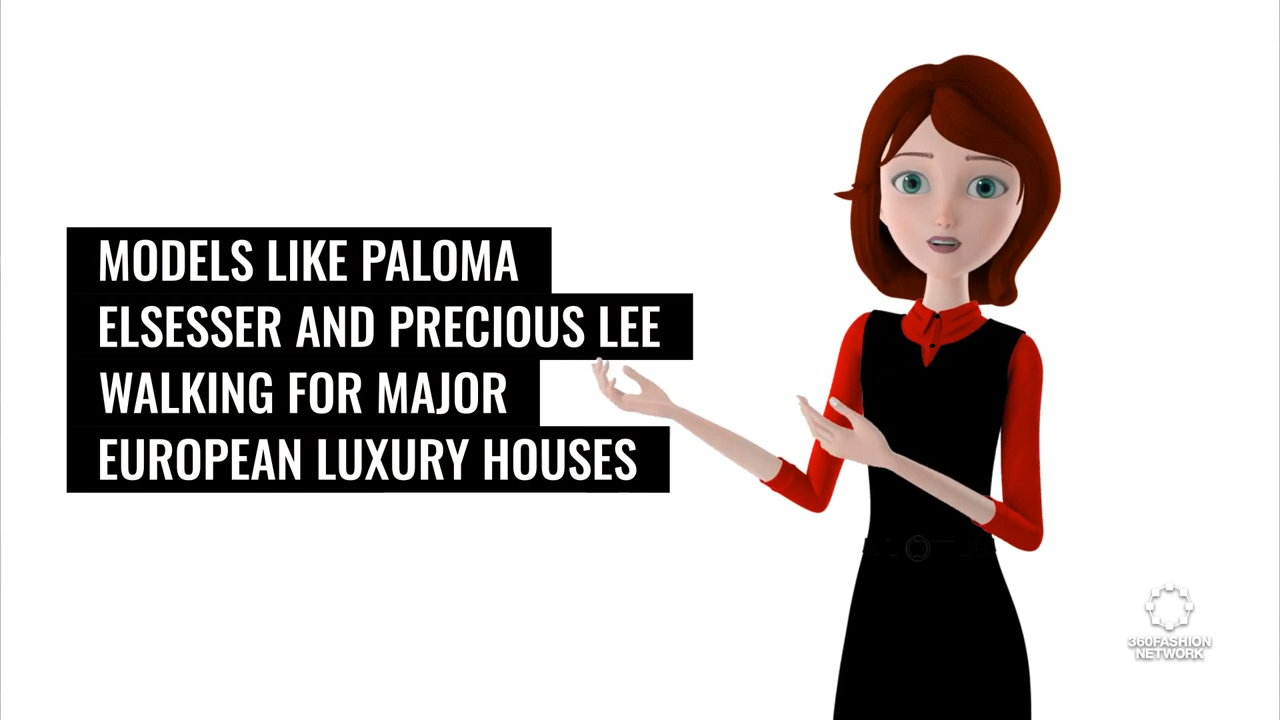 MODELS LIKE PALOMA
ELSESSER AND PRECIOUS LEE
WALKING FOR MAJOR
EUROPEAN LUXURY HOUSES
360FASHION
NETWORK